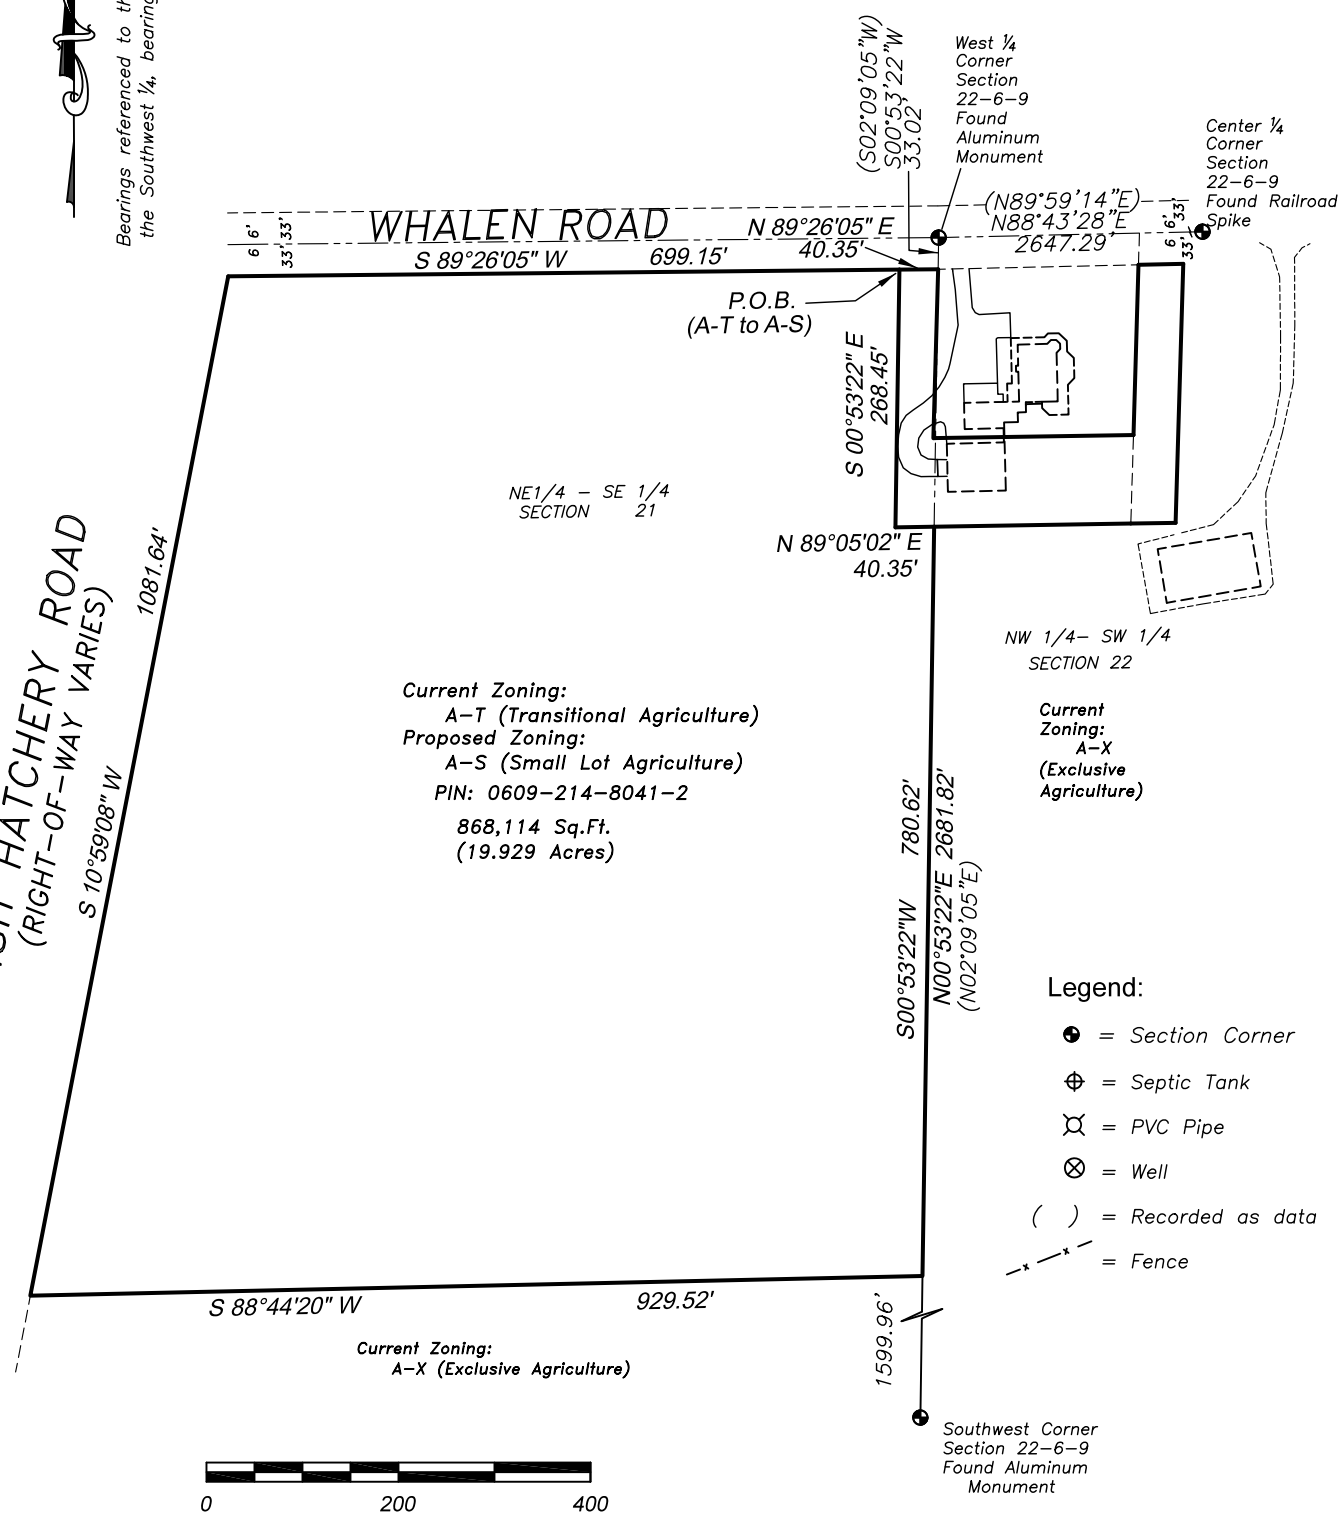 Bearings referenced to
the Southwest ¼, bearing
(S02°09'05"W)
S00°53'22"W
33.02'
West ¼
Corner
Section
22-6-9
Found
Aluminum
Monument
Center ¼
Corner
Section
22-6-9
Found Railroad
Spike
WHALEN ROAD
6' 6'
33' 33'
N 89°26'05" E
40.35'
(N89°59'14"E)
N88°43'28"E
2647.29'
6' 6'
33' 33'
S 89°26'05" W 699.15'
P.O.B.
(A-T to A-S)
S 00°53'22" E
268.45'
NE1/4 - SE 1/4
SECTION 21
N 89°05'02" E
40.35'
1081.64'
S 10°59'08" W
HATCHERY ROAD
(RIGHT-OF-WAY VARIES)
NW 1/4- SW 1/4
SECTION 22
Current Zoning:
A-T (Transitional Agriculture)
Proposed Zoning:
A-S (Small Lot Agriculture)
PIN: 0609-214-8041-2
868,114 Sq.Ft.
(19.929 Acres)
Current
Zoning:
A-X
(Exclusive
Agriculture)
S00°53'22"W 780.62'
N00°53'22"E 2681.82'
(N02°09'05"E)
Legend:
= Section Corner
= Septic Tank
= PVC Pipe
= Well
( ) = Recorded as data
= Fence
S 88°44'20" W 929.52'
1599.96'
Current Zoning:
A-X (Exclusive Agriculture)
Southwest Corner
Section 22-6-9
Found Aluminum
Monument
0 200 400